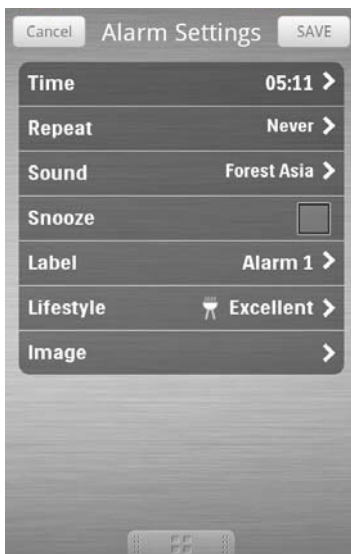 Cancel Alarm Settings SAVE
Time 05:11
Repeat Never
Sound Forest Asia
Snooze
Label Alarm 1
Lifestyle Excellent
Image